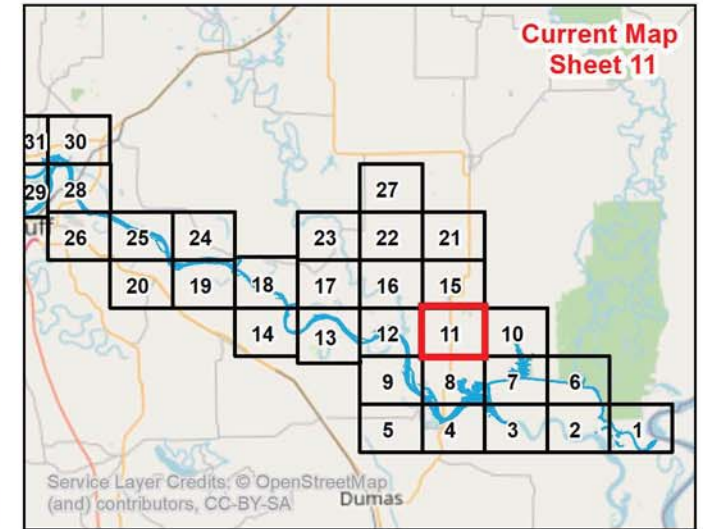 Current Map
Sheet 11
31 30
27
29 28
uff
26 25 24 23 22 21
20 19 18 17 16 15
14 13 12 11 10
9 8 7 6
5 4 3 2 1
Service Layer Credits: © OpenStreetMap
(and) contributors, CC-BY-SA
Dumas